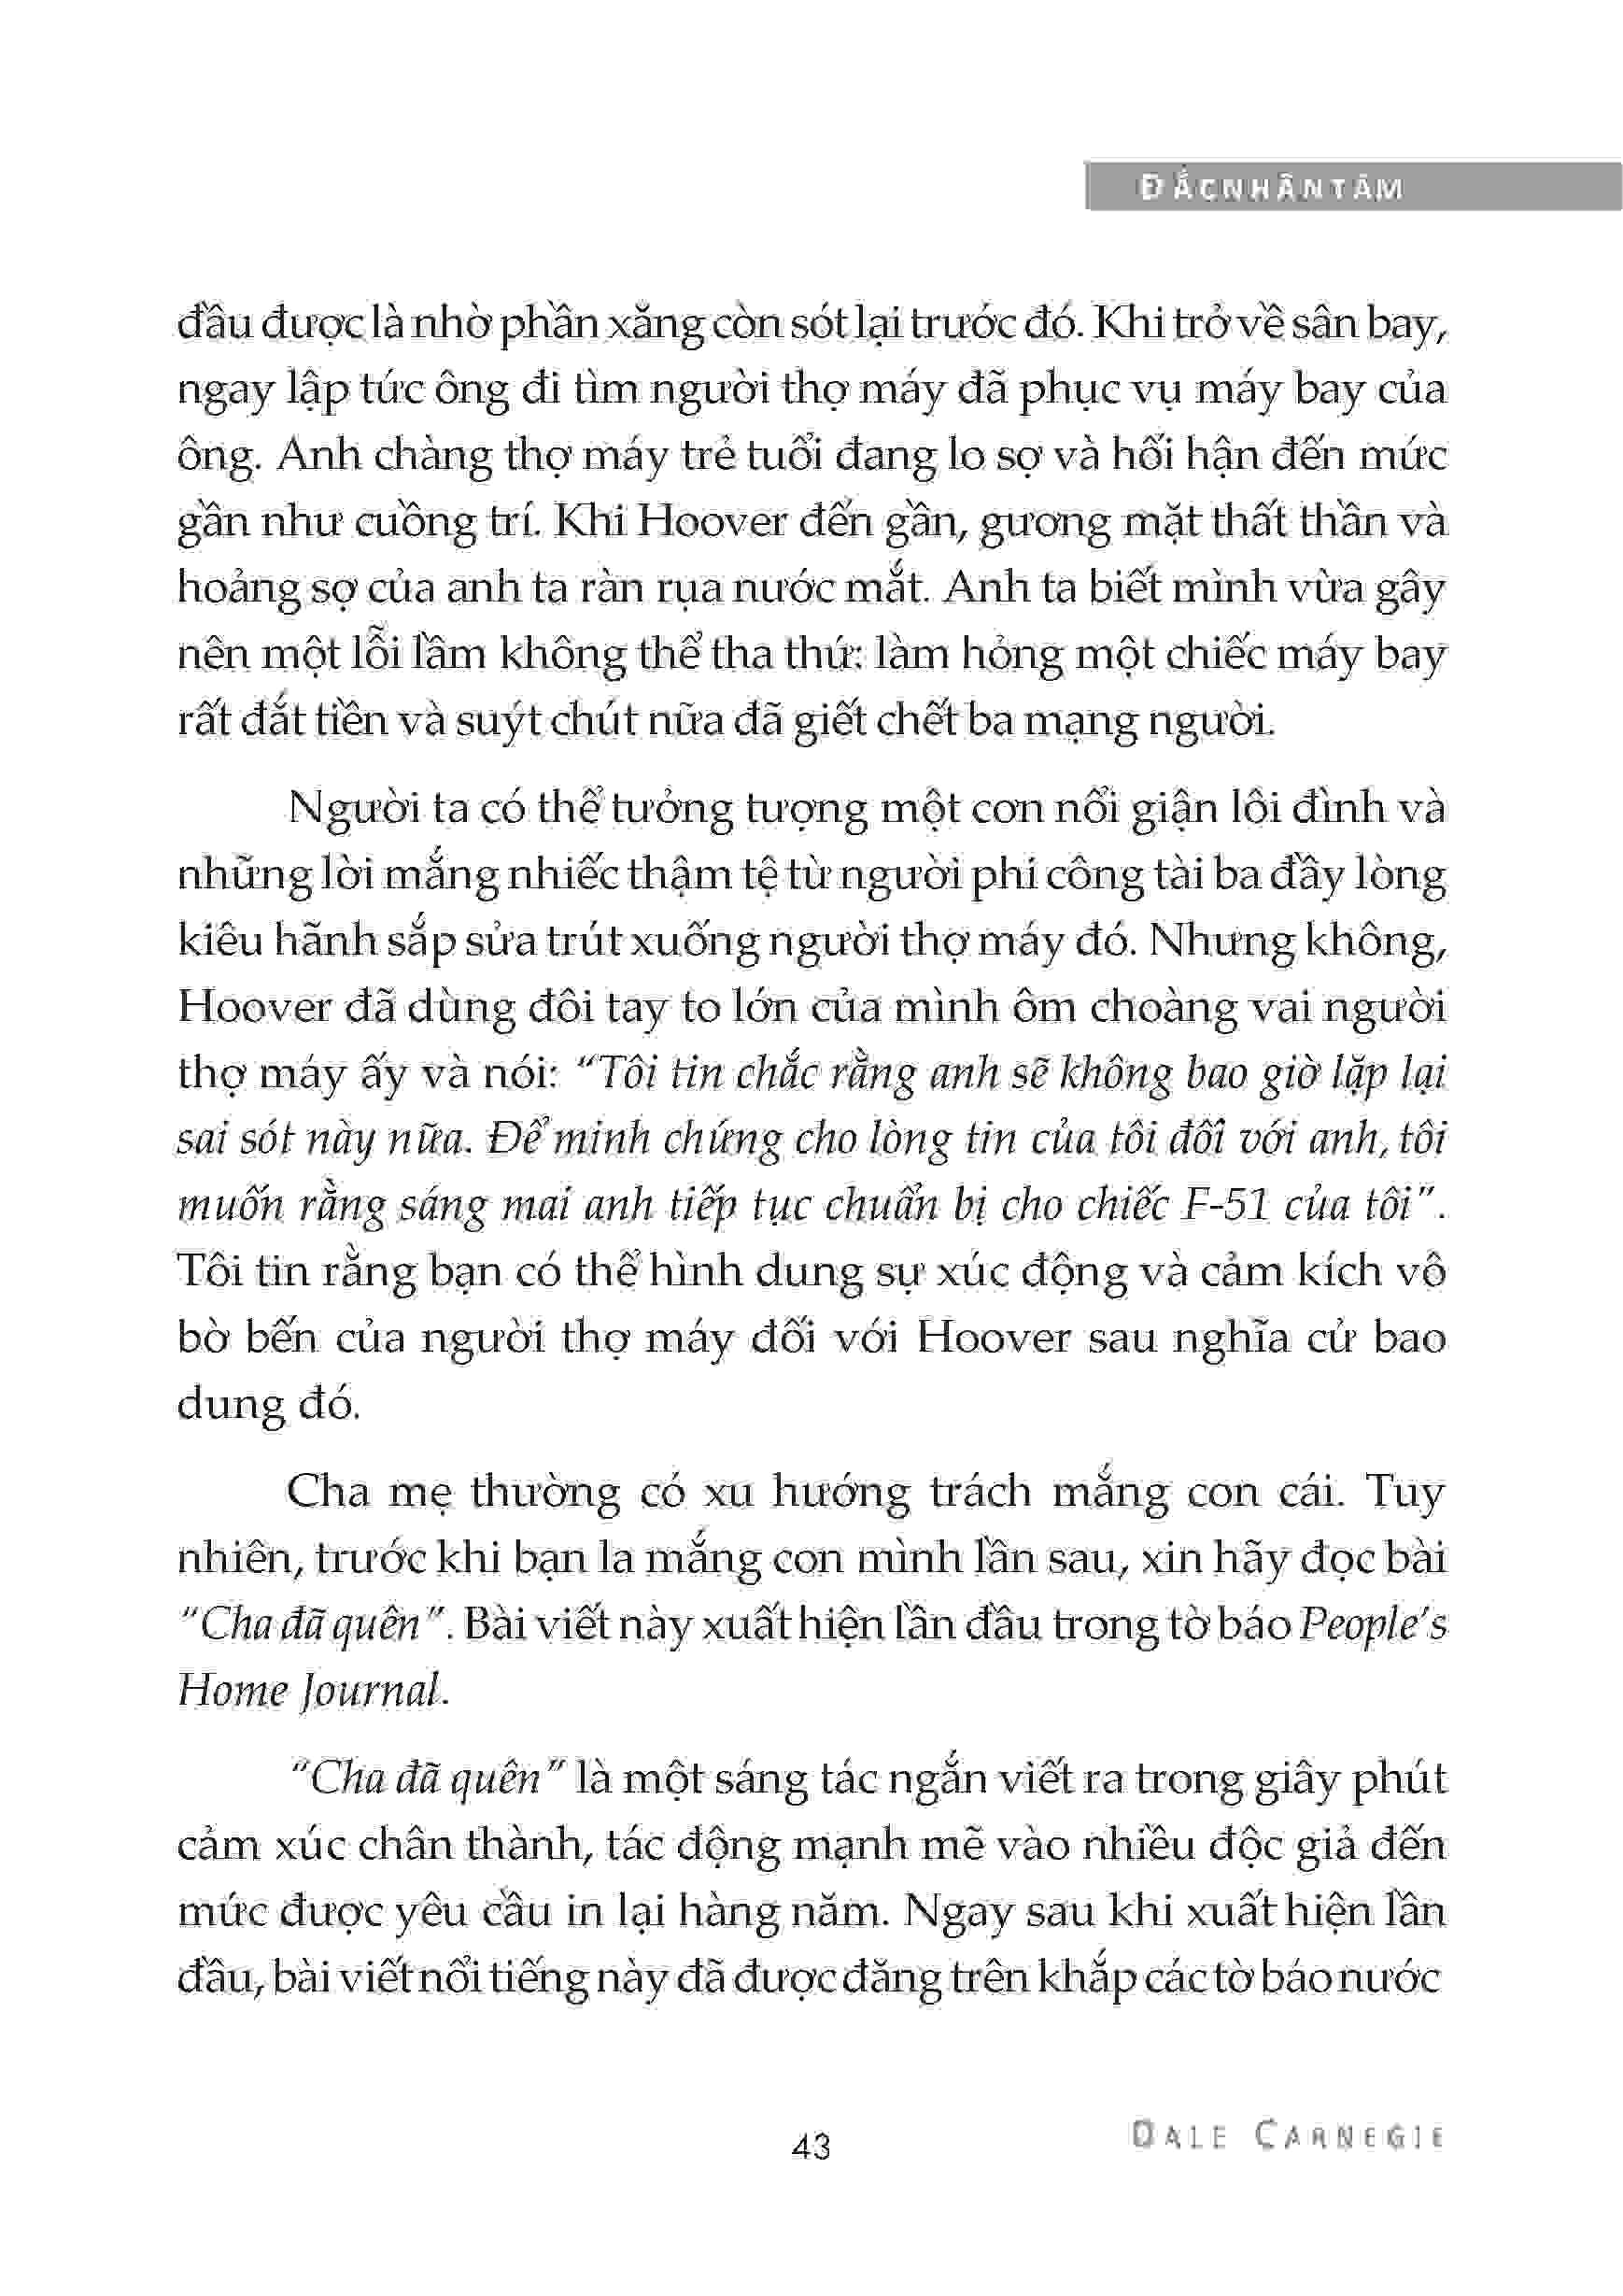 ĐẮCNHÂNTÂM
đầu được là nhờ phần xăng còn sót lại trước đó. Khi trở về sân bay,
ngay lập tức ông đi tìm người thợ máy đã phục vụ máy bay của
ông. Anh chàng thợ máy trẻ tuổi đang lo sợ và hối hận đến mức
gần như cuồng trí. Khi Hoover đến gần, gương mặt thất thần và
hoảng sợ của anh ta ràn rụa nước mắt. Anh ta biết mình vừa gây
nên một lỗi lầm không thể tha thứ: làm hỏng một chiếc máy bay
rất đắt tiền và suýt chút nữa đã giết chết ba mạng người.
Người ta có thể tưởng tượng một cơn nổi giận lôi đình và
những lời mắng nhiếc thậm tệ từ người phi công tài ba đầy lòng
kiêu hãnh sắp sửa trút xuống người thợ máy đó. Nhưng không,
Hoover đã dùng đôi tay to lớn của mình ôm choàng vai người
thợ máy ấy và nói: “Tôi tin chắc rằng anh sẽ không bao giờ lặp lại
sai sót này nữa. Để minh chứng cho lòng tin của tôi đối với anh, tôi
muốn rằng sáng mai anh tiếp tục chuẩn bị cho chiếc F-51 của tôi”.
Tôi tin rằng bạn có thể hình dung sự xúc động và cảm kích vô
bờ bến của người thợ máy đối với Hoover sau nghĩa cử bao
dung đó.
Cha mẹ thường có xu hướng trách mắng con cái. Tuy
nhiên, trước khi bạn la mắng con mình lần sau, xin hãy đọc bài
“Cha đã quên”. Bài viết này xuất hiện lần đầu trong tờ báo People’s
Home Journal.
“Cha đã quên” là một sáng tác ngắn viết ra trong giây phút
cảm xúc chân thành, tác động mạnh mẽ vào nhiều độc giả đến
mức được yêu cầu in lại hàng năm. Ngay sau khi xuất hiện lần
đầu, bài viết nổi tiếng này đã được đăng trên khắp các tờ báo nước
43
DALE CARNEGIE